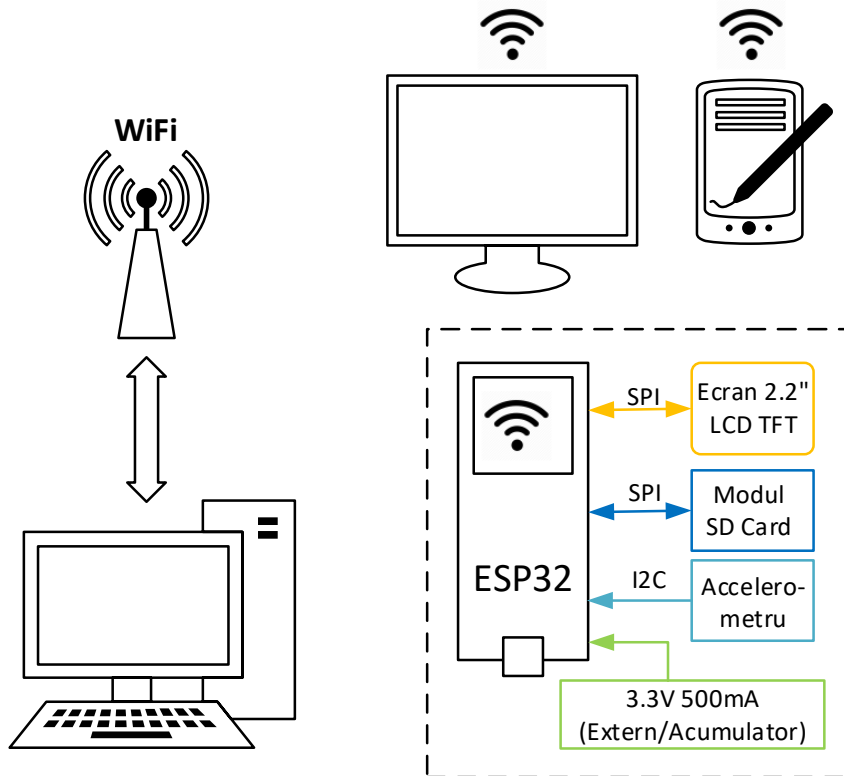 WiFi
ESP32
SPI
Ecran 2.2"
LCD TFT
SPI
Modul
SD Card
I2C
Accelero-
metru
3.3V 500mA
(Extern/Acumulator)